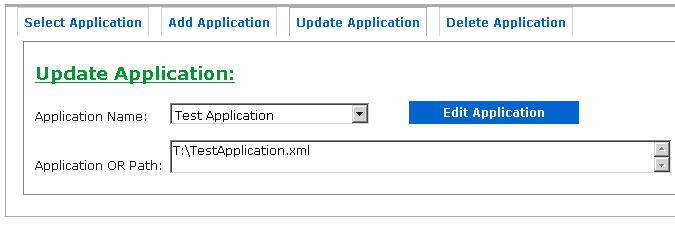 Select Application Add Application Update Application Delete Application
Update Application:
Application Name: Test Application Edit Application
Application OR Path: T:\TestApplication.xml